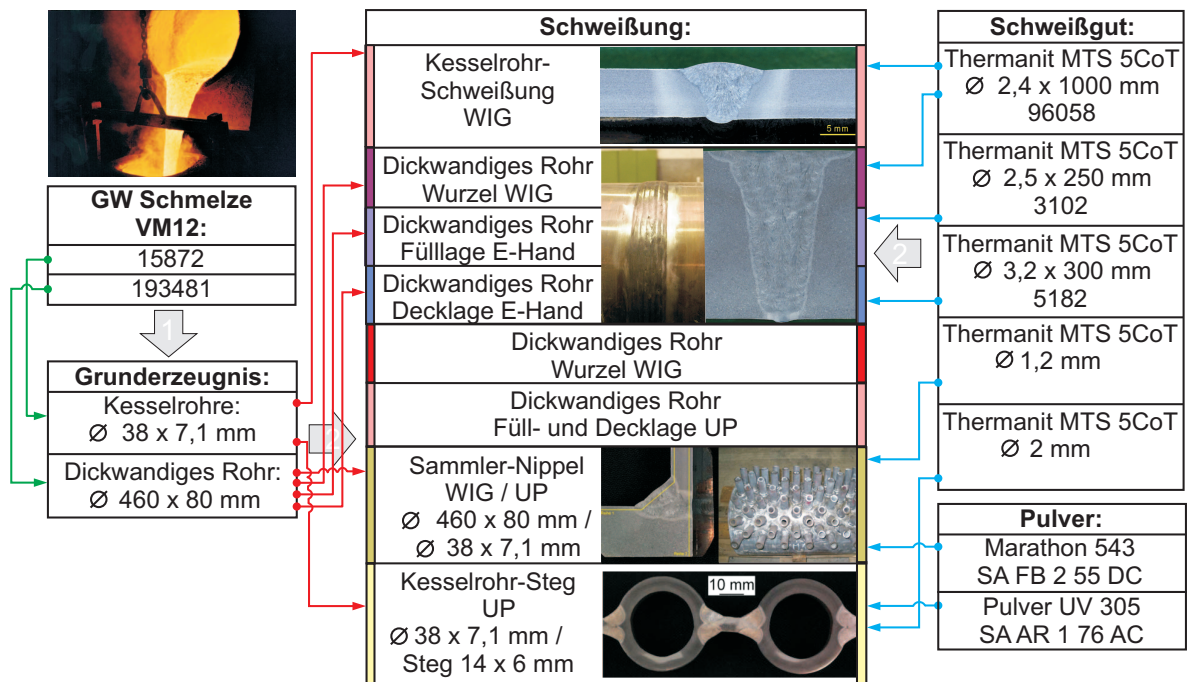 GW Schmelze
VM12:
15872
193481
1
Grunderzeugnis:
Kesselrohre:
Ø 38 x 7,1 mm
Dickwandiges Rohr:
Ø 460 x 80 mm
2
Schweißung:
Kesselrohr-
Schweißung
WIG
5 mm
Dickwandiges Rohr
Wurzel WIG
Dickwandiges Rohr
Fülllage E-Hand
Dickwandiges Rohr
Decklage E-Hand
Dickwandiges Rohr
Wurzel WIG
Dickwandiges Rohr
Füll- und Decklage UP
Sammler-Nippel
WIG / UP
Ø 460 x 80 mm /
Ø 38 x 7,1 mm
Kesselrohr-Steg
UP
Ø 38 x 7,1 mm /
Steg 14 x 6 mm
10 mm
2
Schweißgut:
Thermanit MTS 5CoT
Ø 2,4 x 1000 mm
96058
Thermanit MTS 5CoT
Ø 2,5 x 250 mm
3102
Thermanit MTS 5CoT
Ø 3,2 x 300 mm
5182
Thermanit MTS 5CoT
Ø 1,2 mm
Thermanit MTS 5CoT
Ø 2 mm
Pulver:
Marathon 543
SA FB 2 55 DC
Pulver UV 305
SA AR 1 76 AC